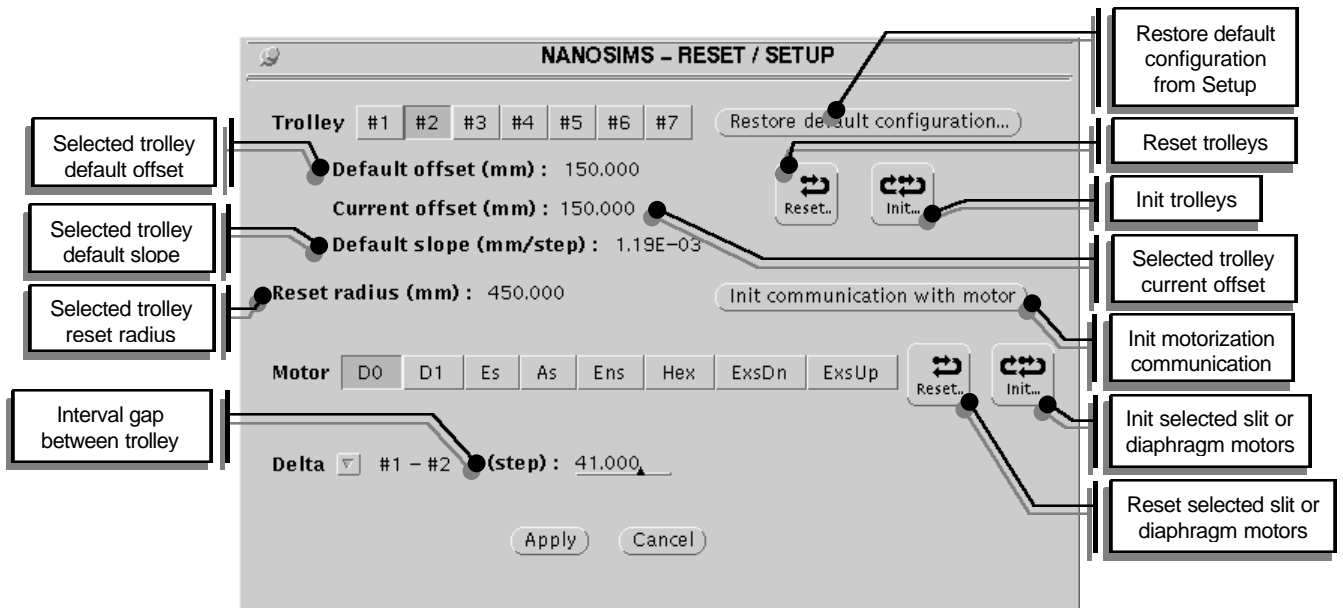 NANOSIMS – RESET / SETUP
Trolley #1 #2 #3 #4 #5 #6 #7 Restore default configuration...
Default offset (mm) : 150.000
Current offset (mm) : 150.000
Default slope (mm/step) : 1.19E-03
Reset.. Init...
Reset radius (mm) : 450.000
Init communication with motor
Motor D0 D1 Es As Ens Hex ExsDn ExsUp
Reset.. Init...
Delta #1 – #2 (step) : 41.000
Apply Cancel
Selected trolley
default offset
Selected trolley
default slope
Selected trolley
reset radius
Interval gap
between trolley
Restore default
configuration
from Setup
Reset trolleys
Init trolleys
Selected trolley
current offset
Init motorization
communication
Init selected slit or
diaphragm motors
Reset selected slit or
diaphragm motors